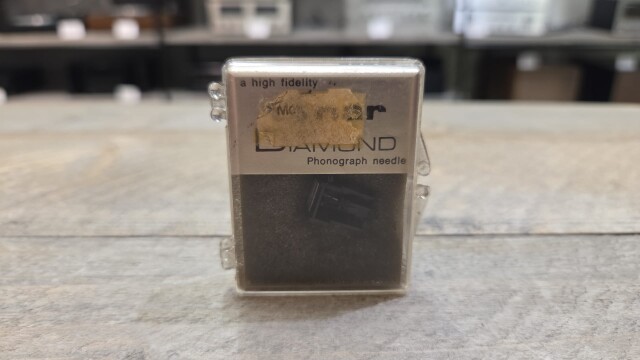 a high fidelity
DIAMOND
Phonograph needle